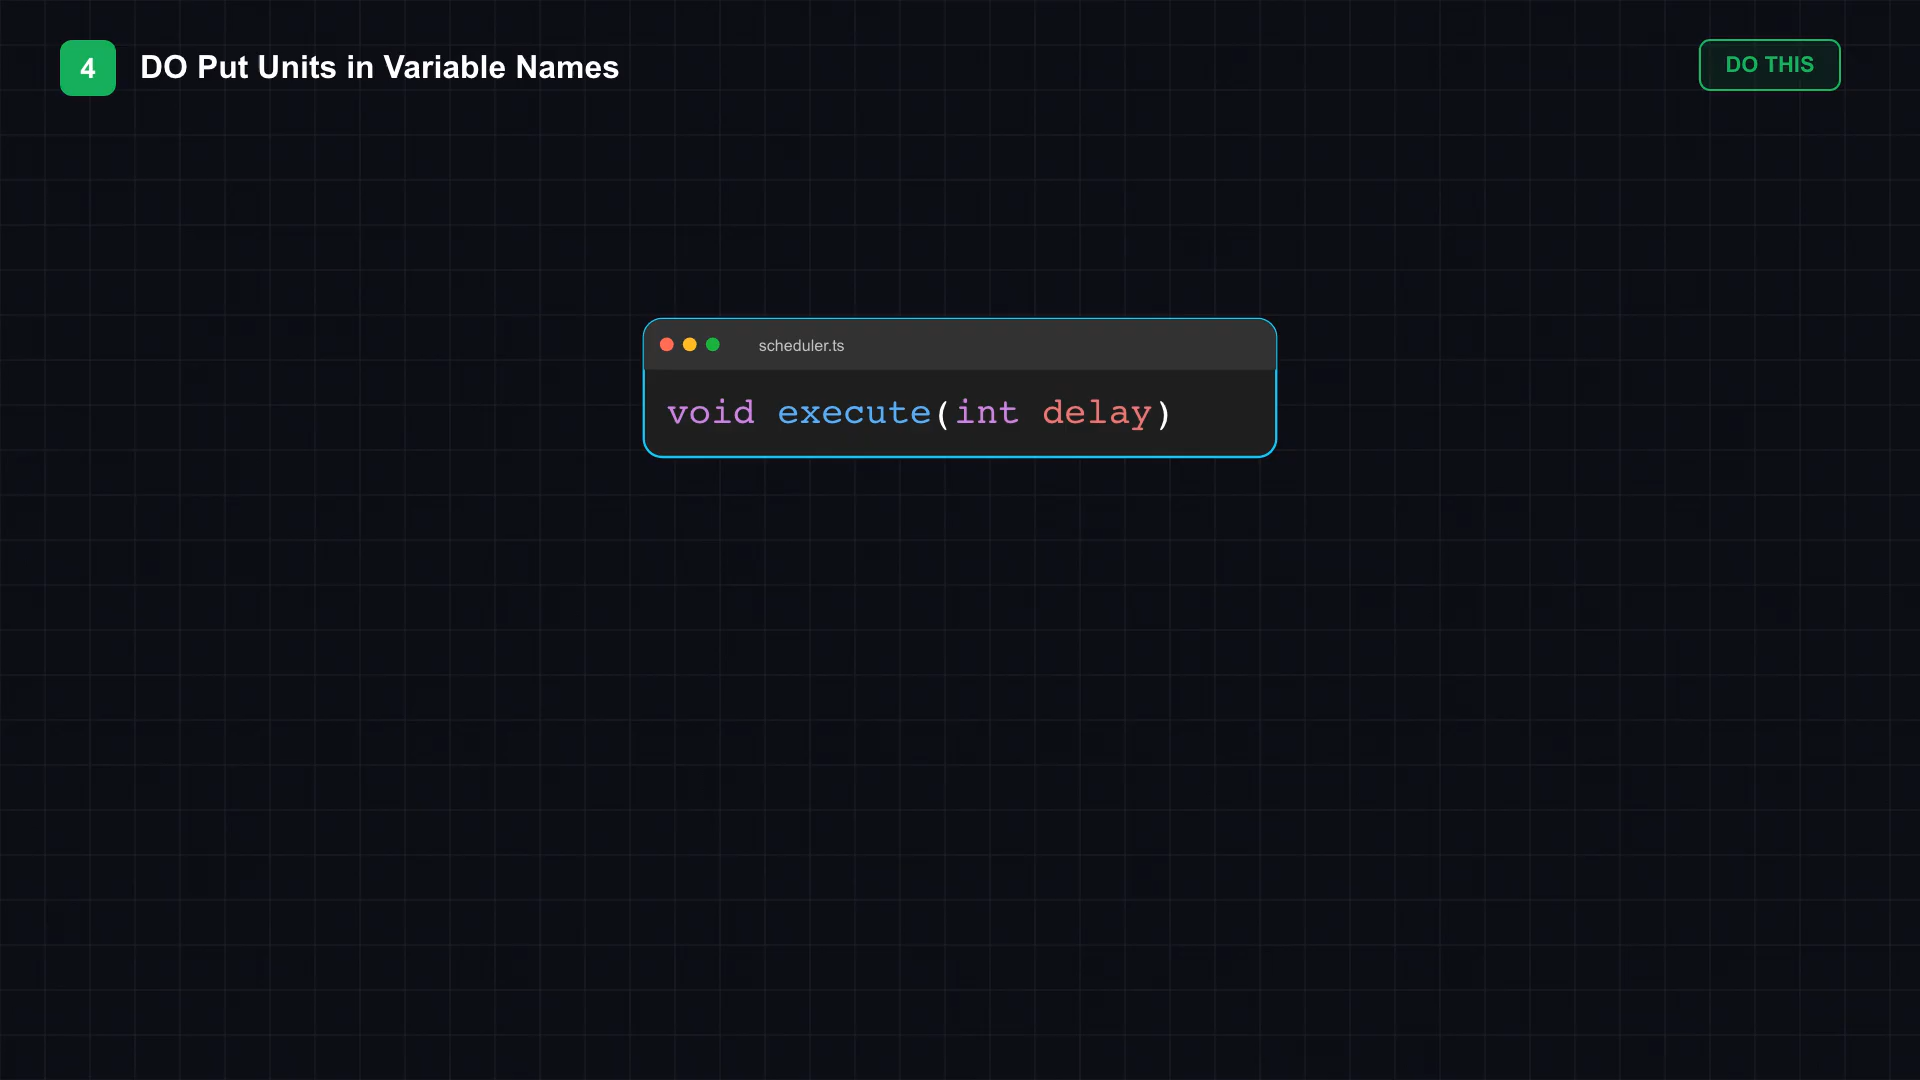 4
DO Put Units in Variable Names
DO THIS
scheduler.ts
void execute(int delay)